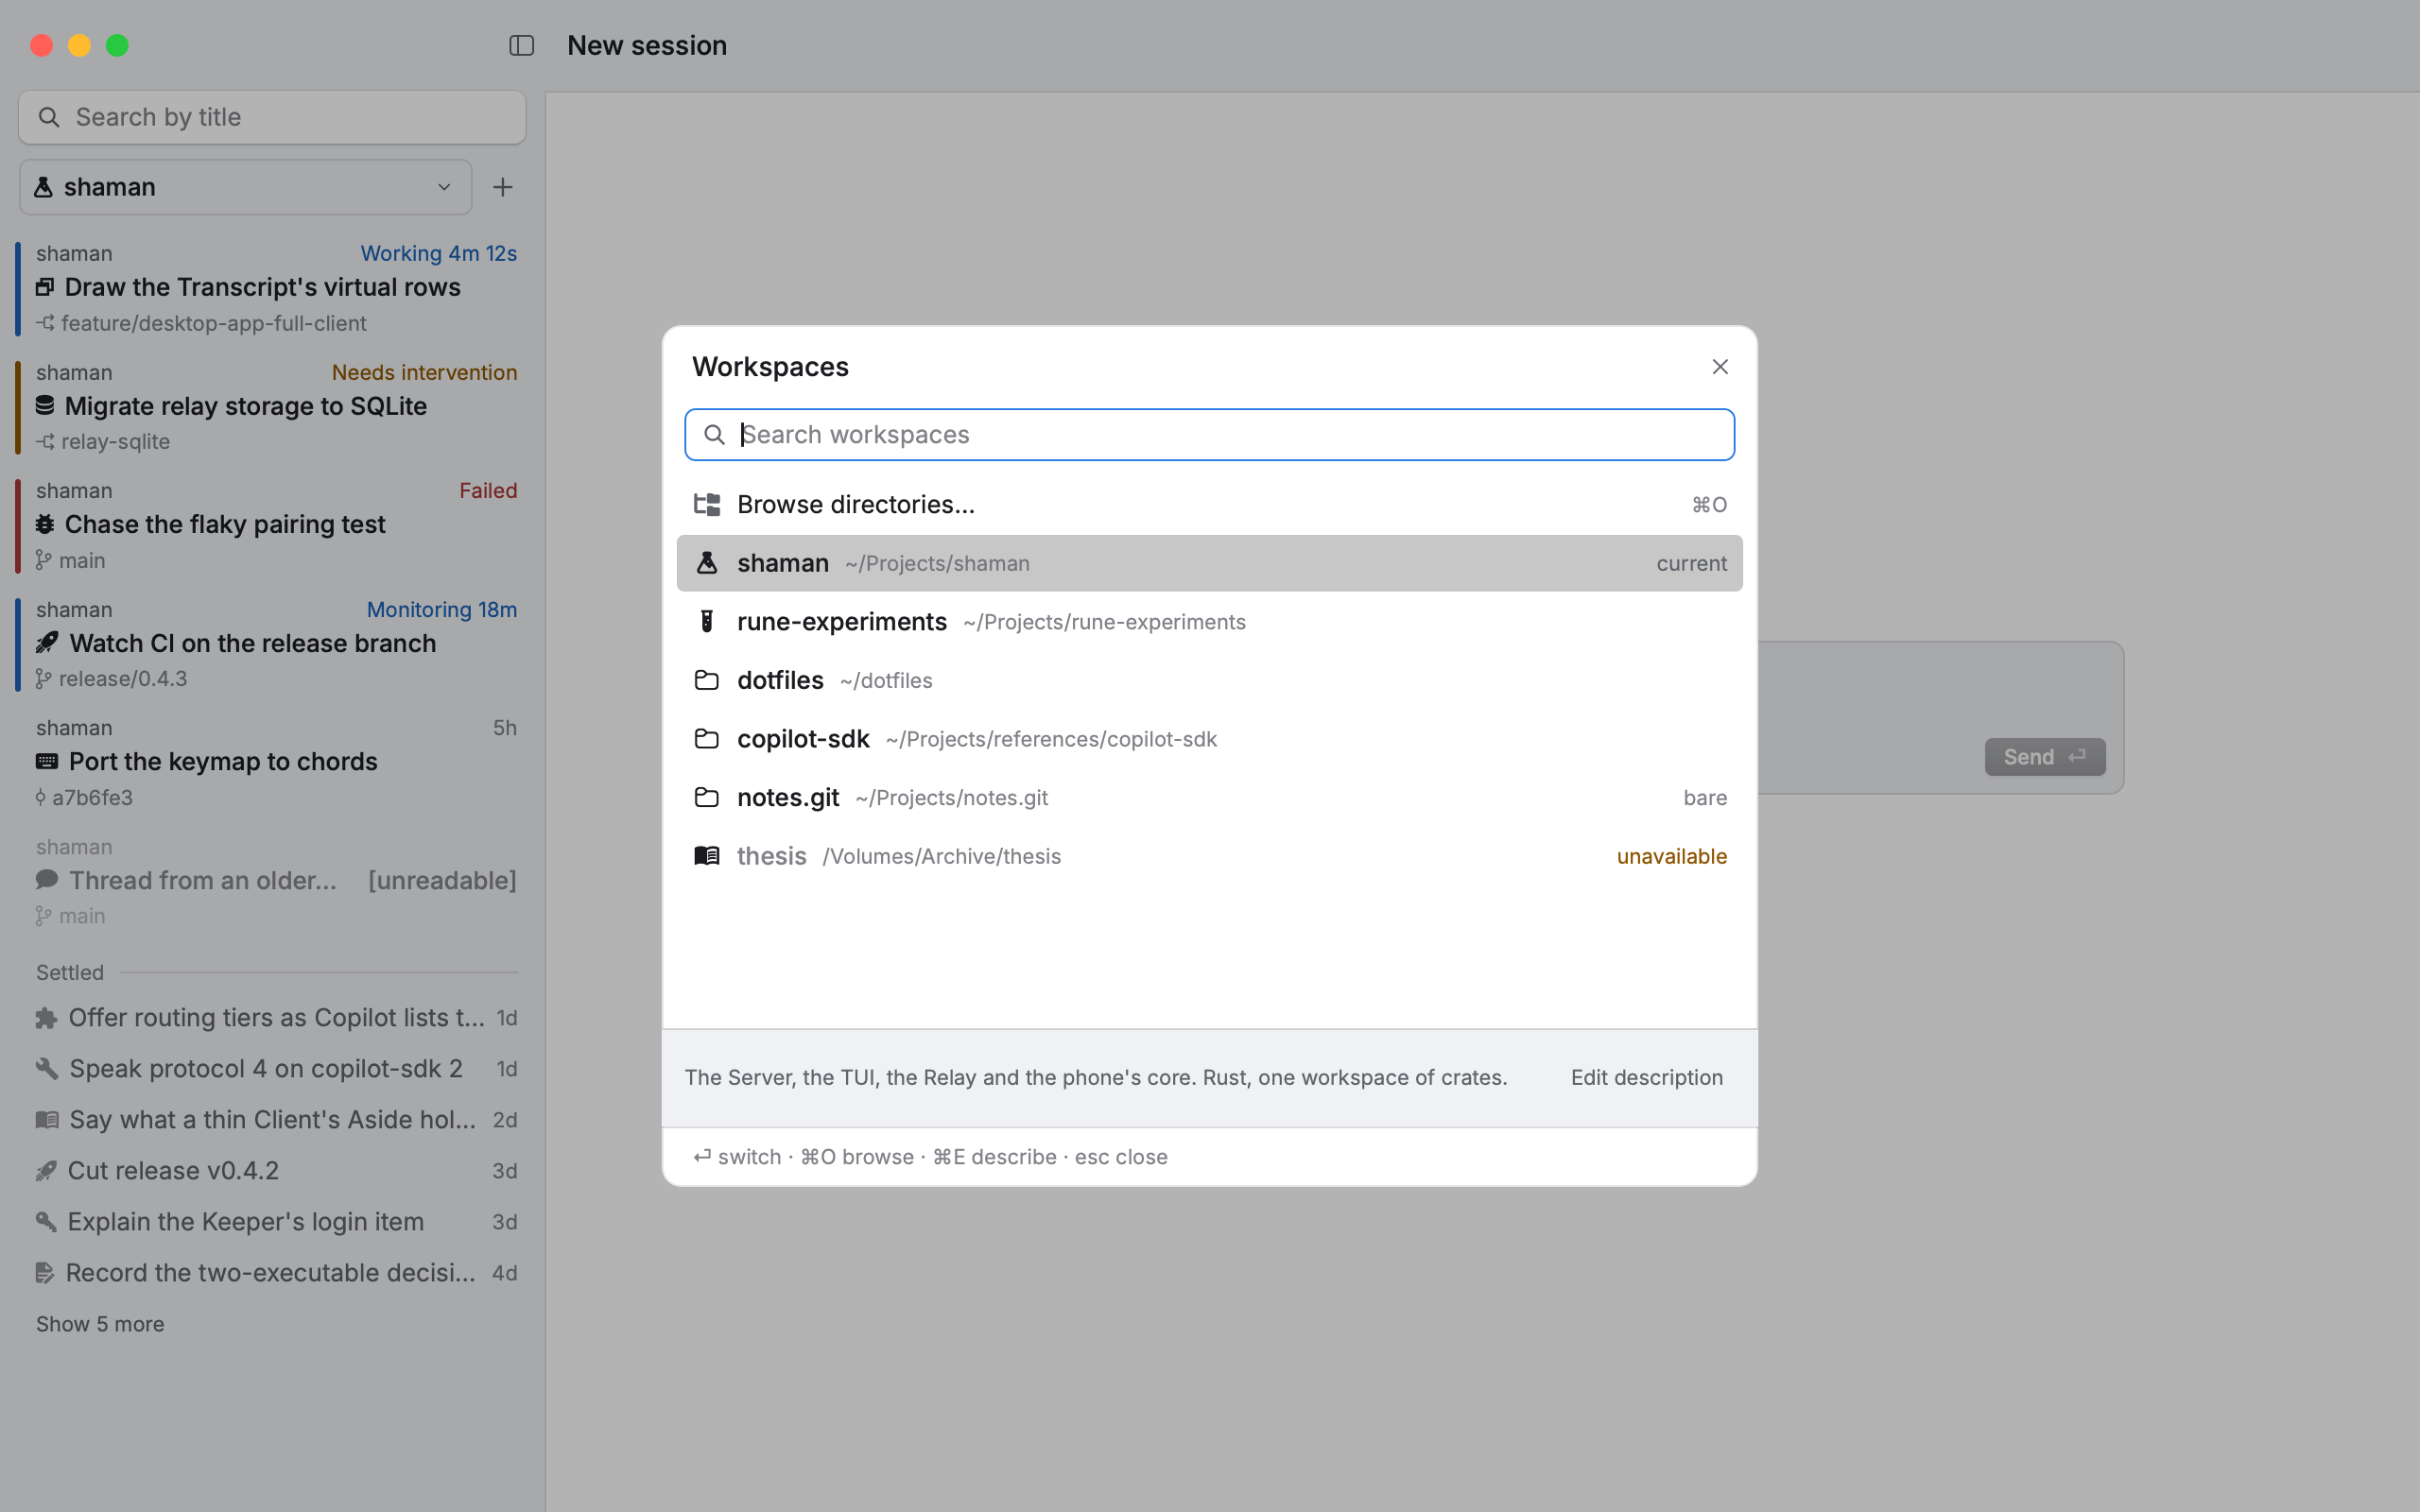 New session
Search by title
shaman
shaman Working 4m 12s
Draw the Transcript's virtual rows
feature/desktop-app-full-client
shaman Needs intervention
Migrate relay storage to SQLite
relay-sqlite
shaman Failed
Chase the flaky pairing test
main
shaman Monitoring 18m
Watch CI on the release branch
release/0.4.3
shaman 5h
Port the keymap to chords
a7b6fe3
shaman
Thread from an older... [unreadable]
main
Settled
Offer routing tiers as Copilot lists t... 1d
Speak protocol 4 on copilot-sdk 2 1d
Say what a thin Client's Aside hol... 2d
Cut release v0.4.2 3d
Explain the Keeper's login item 3d
Record the two-executable decisi... 4d
Show 5 more
Workspaces
Search workspaces
Browse directories... ⌘O
shaman ~/Projects/shaman current
rune-experiments ~/Projects/rune-experiments
dotfiles ~/dotfiles
copilot-sdk ~/Projects/references/copilot-sdk
notes.git ~/Projects/notes.git bare
thesis /Volumes/Archive/thesis unavailable
The Server, the TUI, the Relay and the phone's core. Rust, one workspace of crates. Edit description
⏎ switch · ⌘O browse · ⌘E describe · esc close
Send ⏎